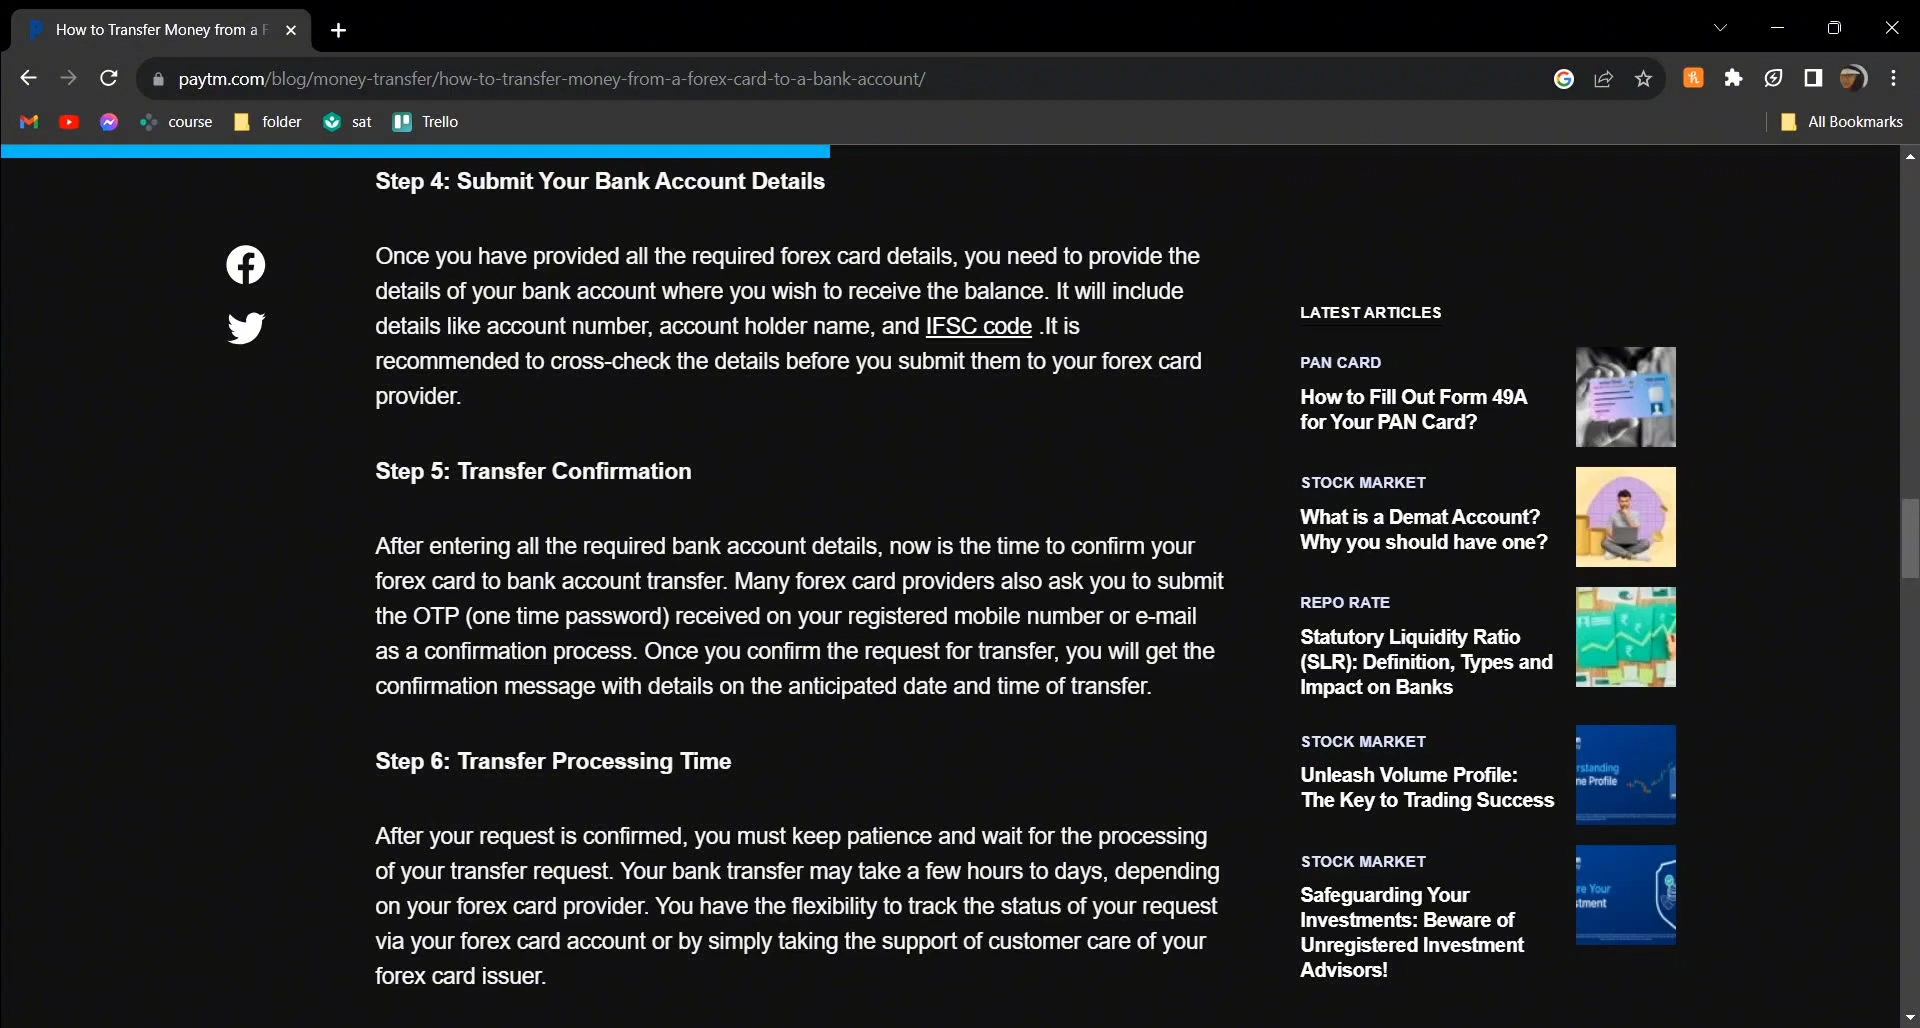 How to Transfer Money from a F
paytm.com/blog/money-transfer/how-to-transfer-money-from-a-forex-card-to-a-bank-account/
course
folder
sat
Trello
All Bookmarks
Step 4: Submit Your Bank Account Details
Once you have provided all the required forex card details, you need to provide the
details of your bank account where you wish to receive the balance. It will include
details like account number, account holder name, and IFSC code .It is
recommended to cross-check the details before you submit them to your forex card
provider.
Step 5: Transfer Confirmation
After entering all the required bank account details, now is the time to confirm your
forex card to bank account transfer. Many forex card providers also ask you to submit
the OTP (one time password) received on your registered mobile number or e-mail
as a confirmation process. Once you confirm the request for transfer, you will get the
confirmation message with details on the anticipated date and time of transfer.
Step 6: Transfer Processing Time
After your request is confirmed, you must keep patience and wait for the processing
of your transfer request. Your bank transfer may take a few hours to days, depending
on your forex card provider. You have the flexibility to track the status of your request
via your forex card account or by simply taking the support of customer care of your
forex card issuer.
LATEST ARTICLES
PAN CARD
How to Fill Out Form 49A
for Your PAN Card?
STOCK MARKET
What is a Demat Account?
Why you should have one?
REPO RATE
Statutory Liquidity Ratio
(SLR): Definition, Types and
Impact on Banks
STOCK MARKET
Unleash Volume Profile:
The Key to Trading Success
rstanding
ne Profile
STOCK MARKET
Safeguarding Your
Investments: Beware of
Unregistered Investment
Advisors!
re Your
stment